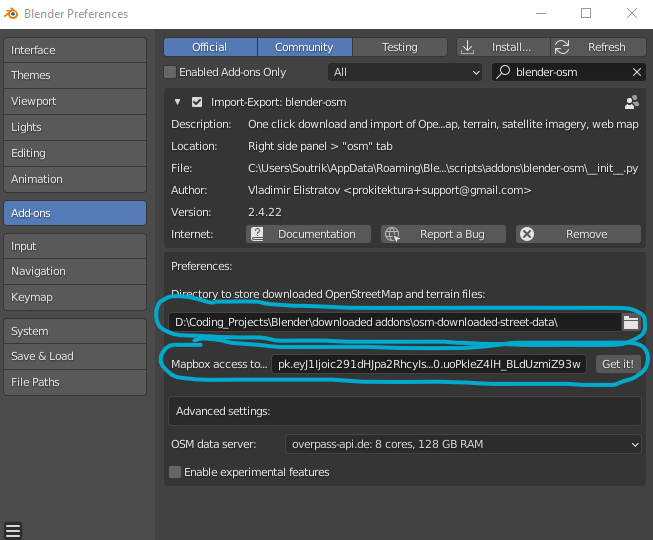 Blender Preferences
Interface
Themes
Viewport
Lights
Editing
Animation
Add-ons
Input
Navigation
Keymap
System
Save & Load
File Paths
Official Community Testing Install... Refresh
Enabled Add-ons Only All blender-osm
Import-Export: blender-osm
Description: One click download and import of Ope...ap, terrain, satellite imagery, web map
Location: Right side panel > "osm" tab
File: C:\Users\Soutrik\AppData\Roaming\Ble...\scripts\addons\blender-osm\__init__.py
Author: Vladimir Elistratov <prokitektura+support@gmail.com>
Version: 2.4.22
Internet: Documentation Report a Bug Remove
Preferences:
Directory to store downloaded OpenStreetMap and terrain files:
D:\Coding_Projects\Blender\downloaded addons\osm-downloaded-street-data\
Mapbox access to... Get it!
Advanced settings:
OSM data server: overpass-api.de: 8 cores, 128 GB RAM
Enable experimental features